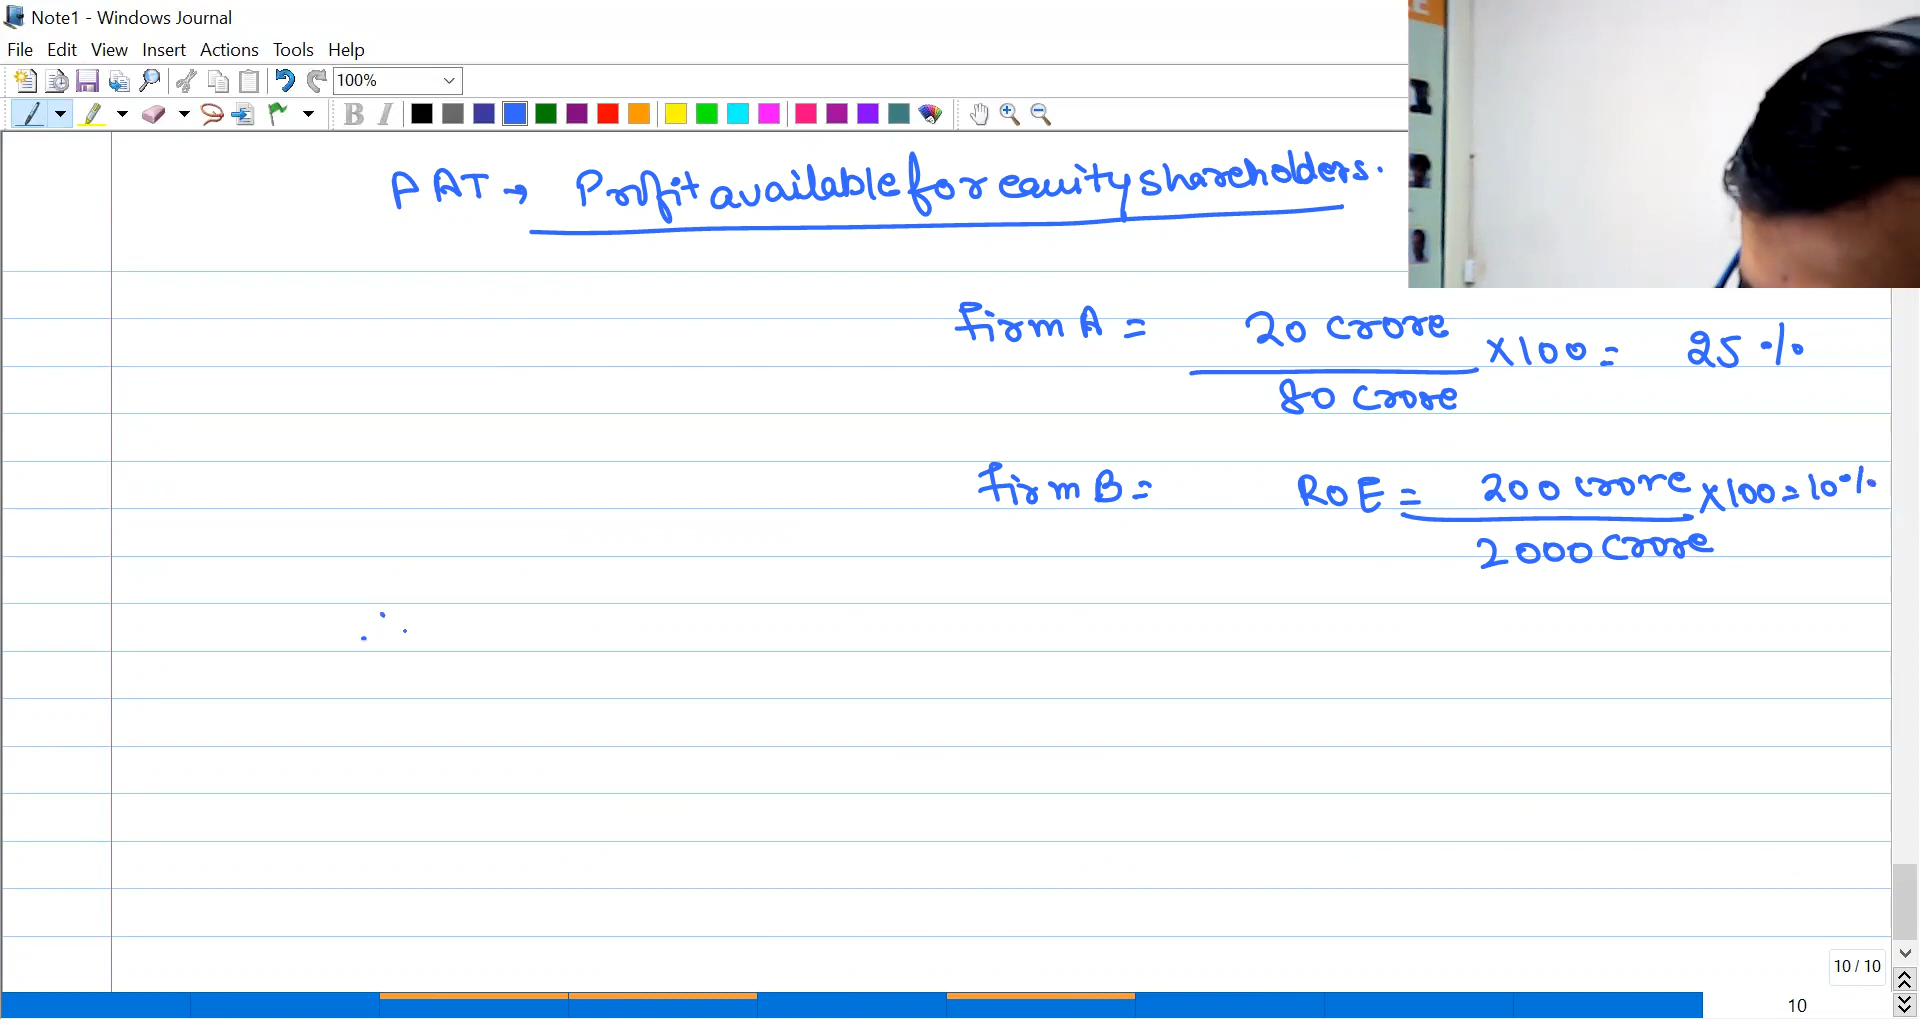 Note1 - Windows Journal
File Edit View Insert Actions Tools Help
100%
B I
PAT → Profit available for equity shareholders.
Firm A = 20 crore / 80 crore × 100 = 25 %
Firm B = ROE = 200 crore / 2000 crore × 100 = 10 %
∴
10 / 10
10